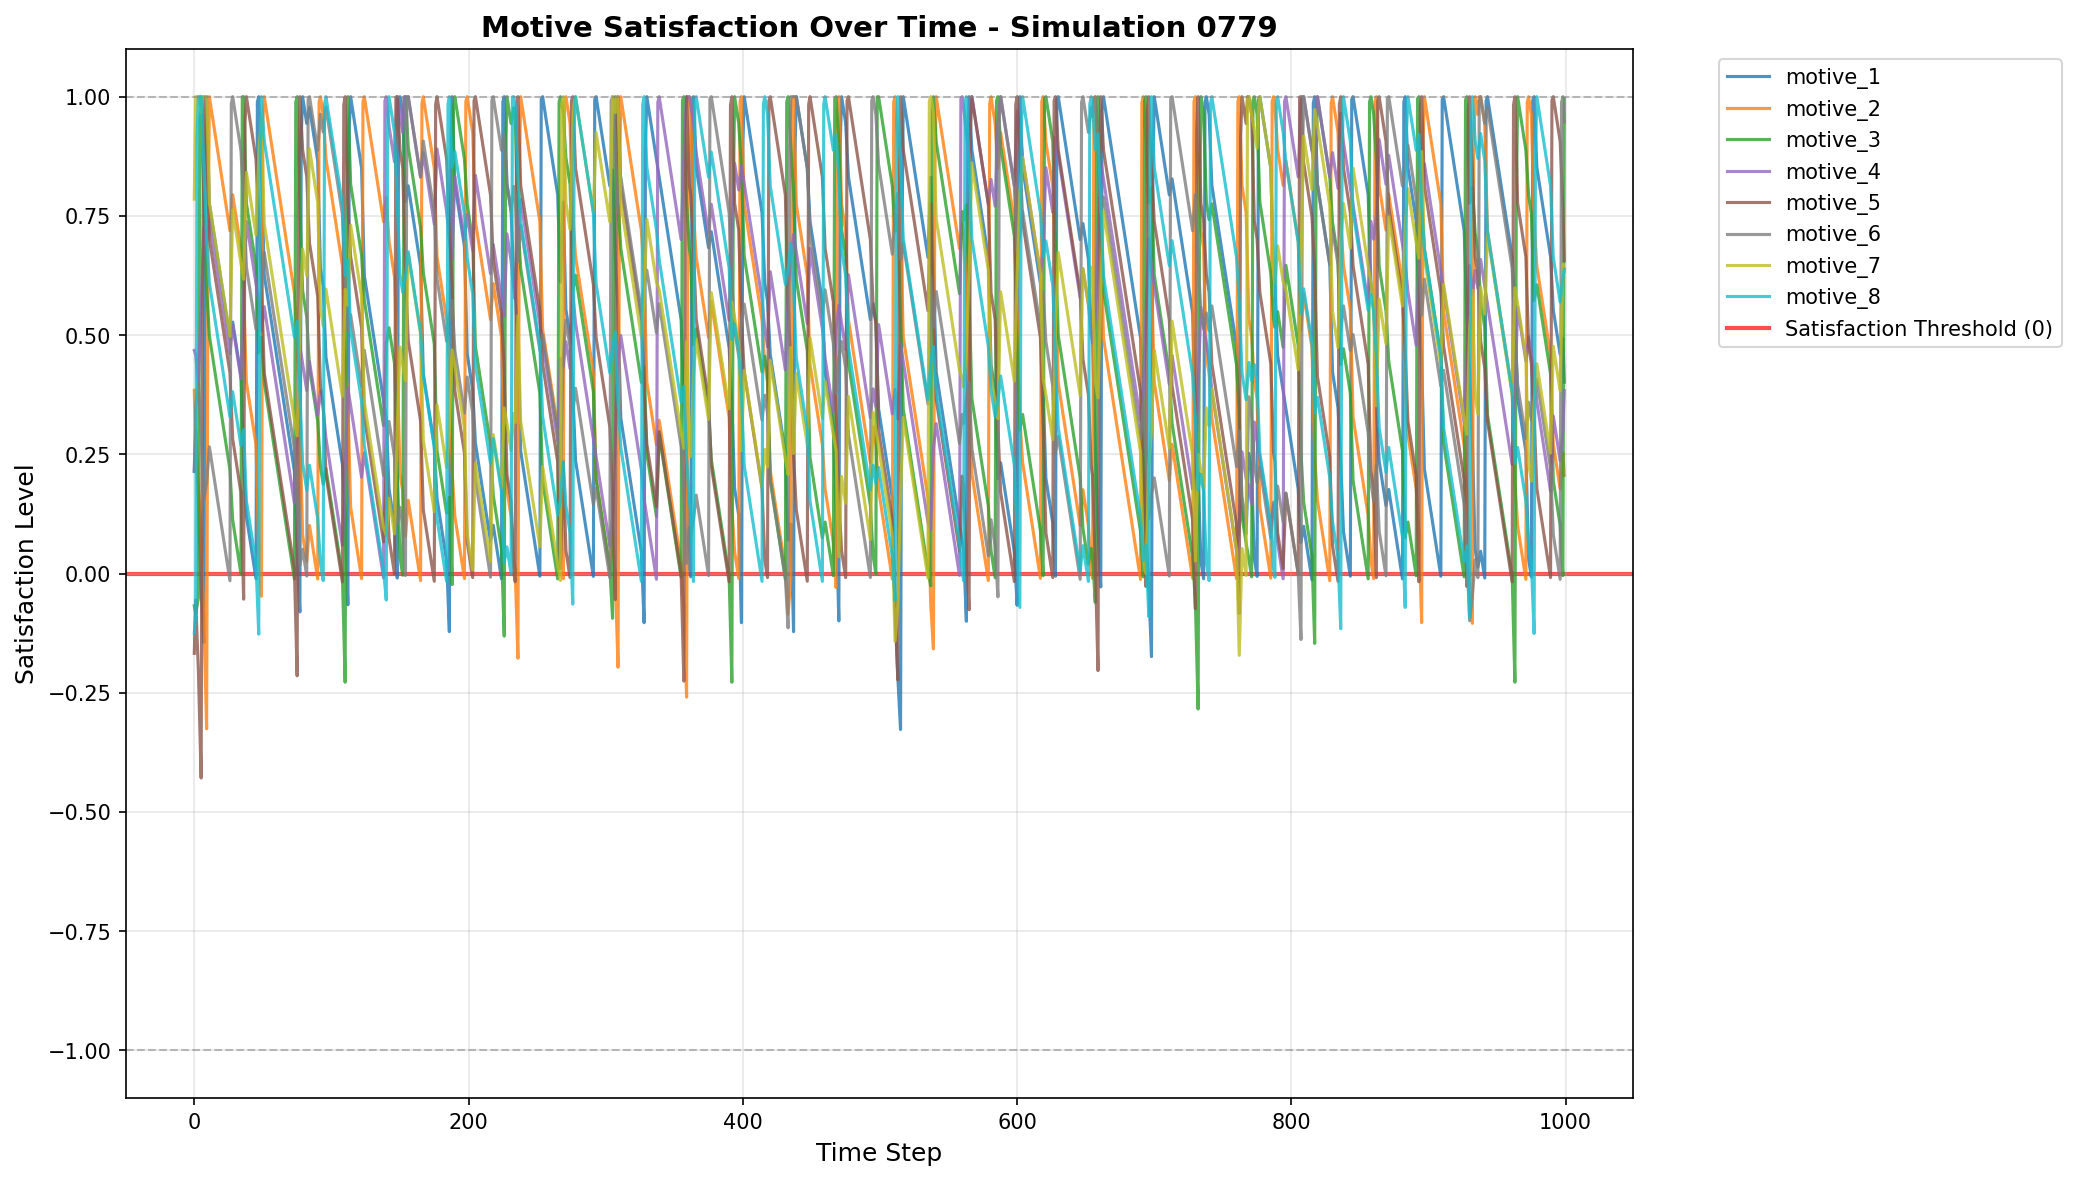 Motive Satisfaction Over Time - Simulation 0779
1.00
0.75
0.50
0.25
0.00
−0.25
−0.50
−0.75
−1.00
Satisfaction Level
0
200
400
600
800
1000
Time Step
motive_1
motive_2
motive_3
motive_4
motive_5
motive_6
motive_7
motive_8
Satisfaction Threshold (0)